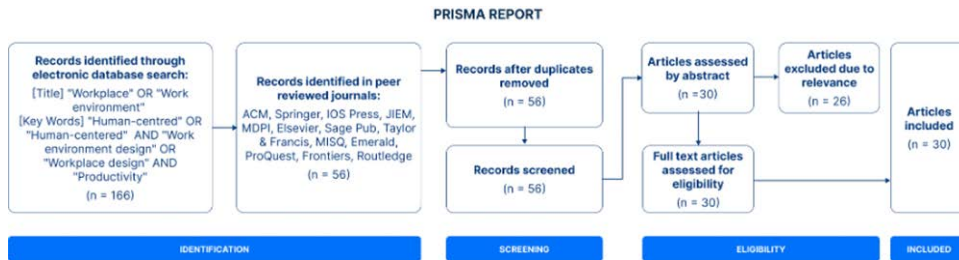 PRISMA REPORT
Records identified through
electronic database search:
[Title] "Workplace" OR "Work
environment"
[Key Words] "Human-centred" OR
"Human-centered" AND "Work
environment design" OR
"Workplace design" AND
"Productivity"
(n = 166)
Records identified in peer
reviewed journals:
ACM, Springer, IOS Press, JIEM,
MDPI, Elsevier, Sage Pub, Taylor
& Francis, MISQ, Emerald,
ProQuest, Frontiers, Routledge
(n = 56)
Records after duplicates
removed
(n = 56)
Records screened
(n = 56)
Articles assessed
by abstract
(n =30)
Articles
excluded due to
relevance
(n = 26)
Full text articles
assessed for
eligibility
(n = 30)
Articles
included
(n = 30)
IDENTIFICATION
SCREENING
ELIGIBILITY
INCLUDED